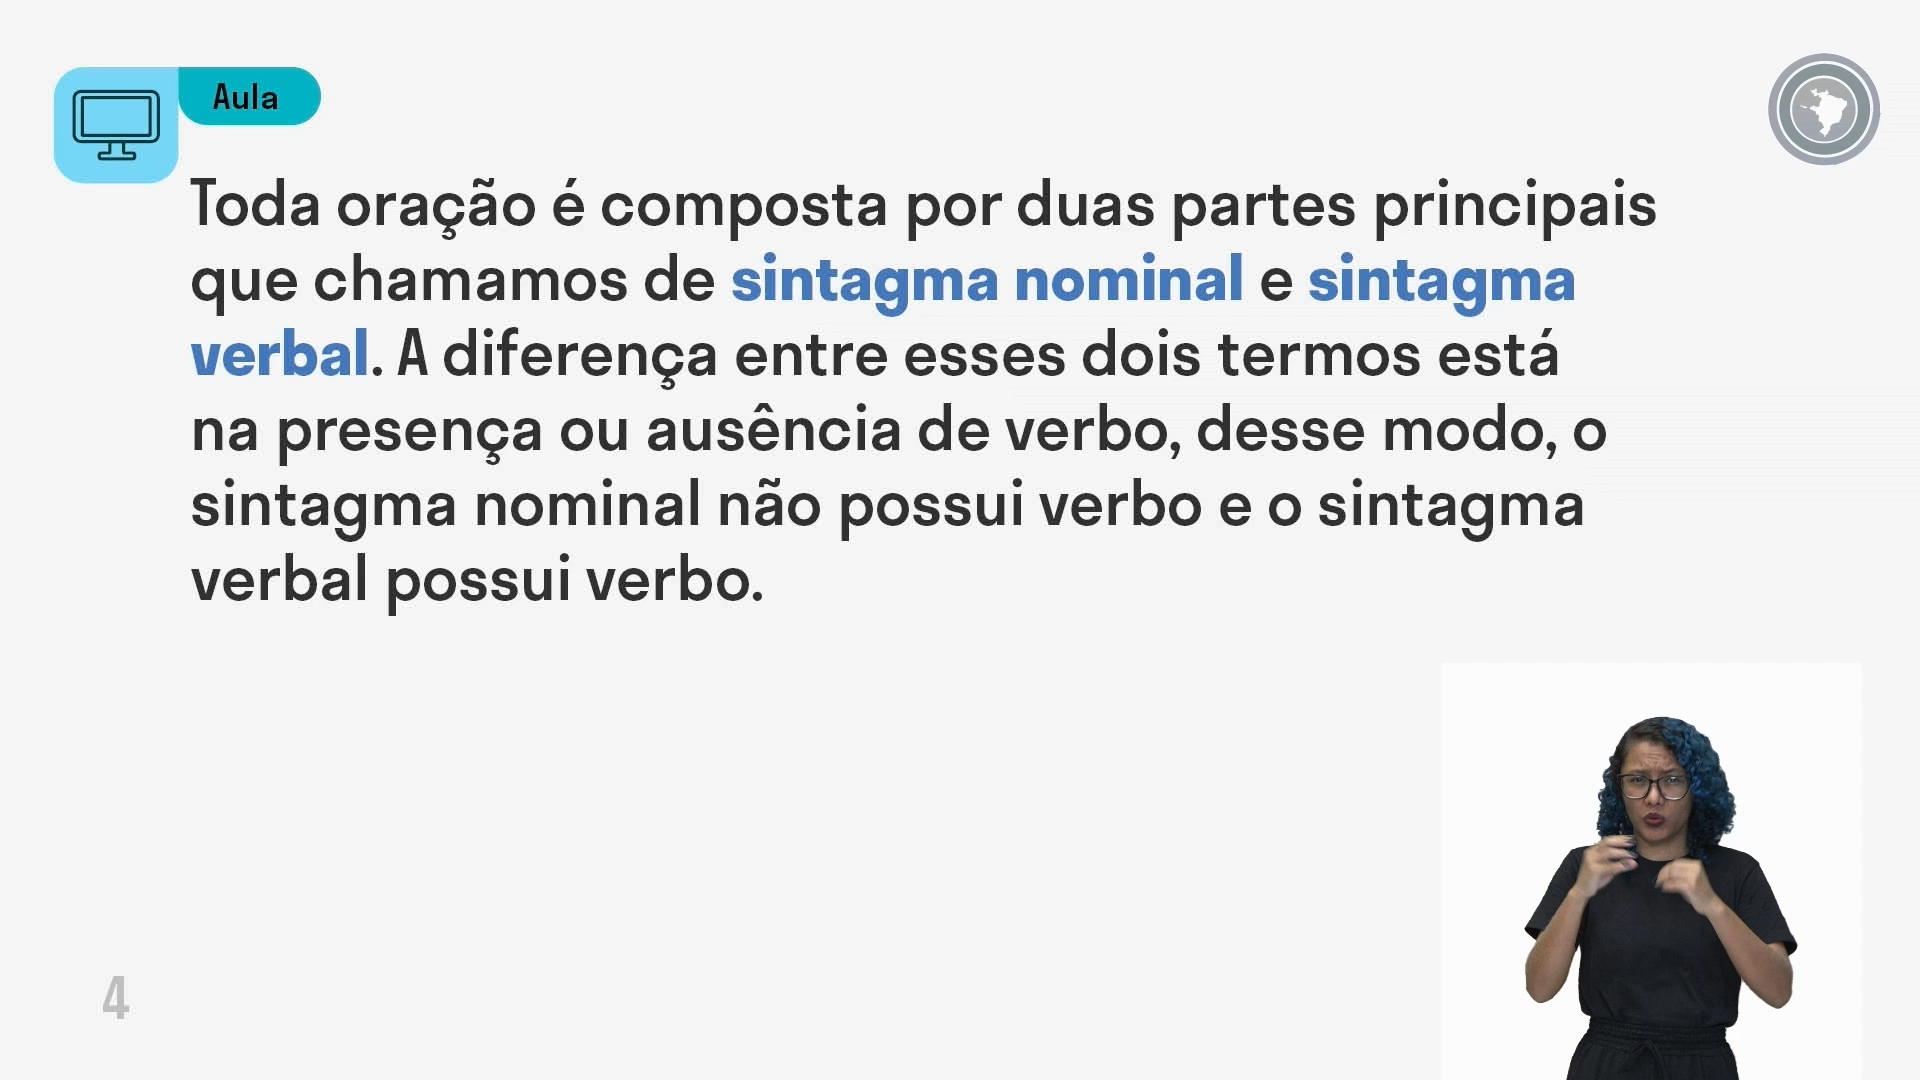 Aula
Toda oração é composta por duas partes principais
que chamamos de sintagma nominal e sintagma
verbal. A diferença entre esses dois termos está
na presença ou ausência de verbo, desse modo, o
sintagma nominal não possui verbo e o sintagma
verbal possui verbo.
4